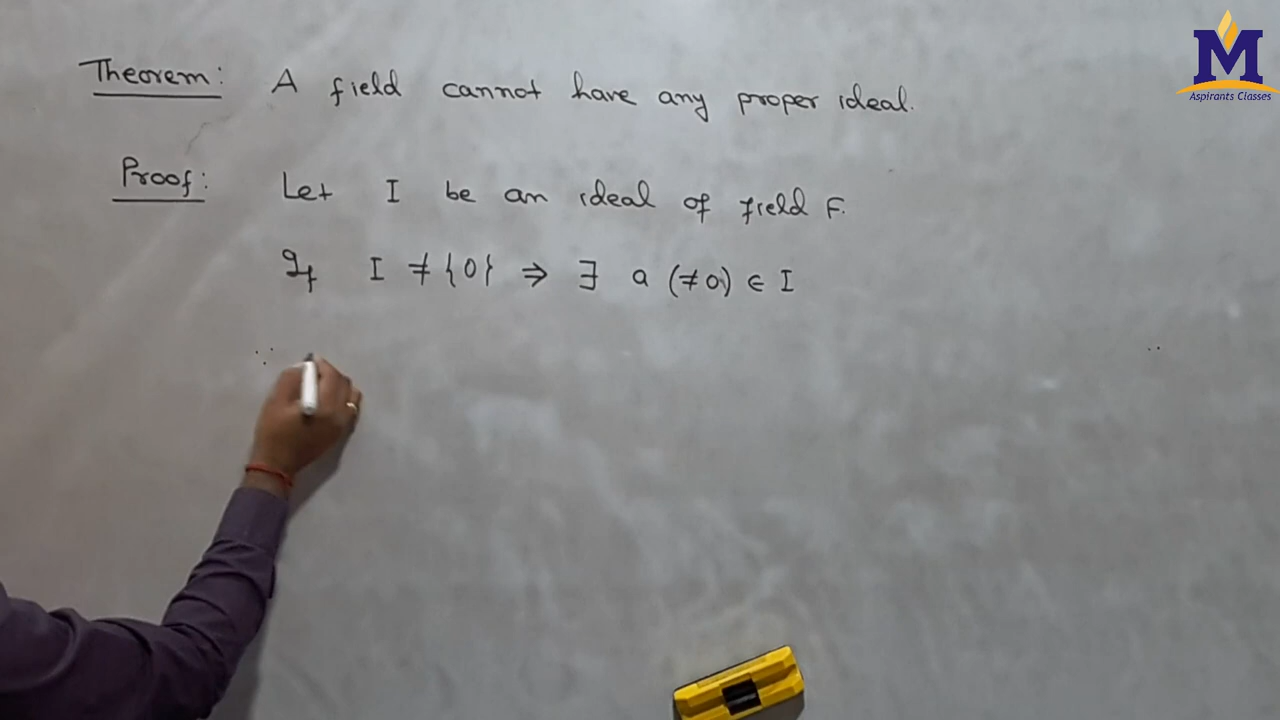 Theorem: A field cannot have any proper ideal.
Proof: Let I be an ideal of field F.
If I ≠ {0} ⇒ ∃ a (≠0) ∈ I
∵
M
Aspirants Classes